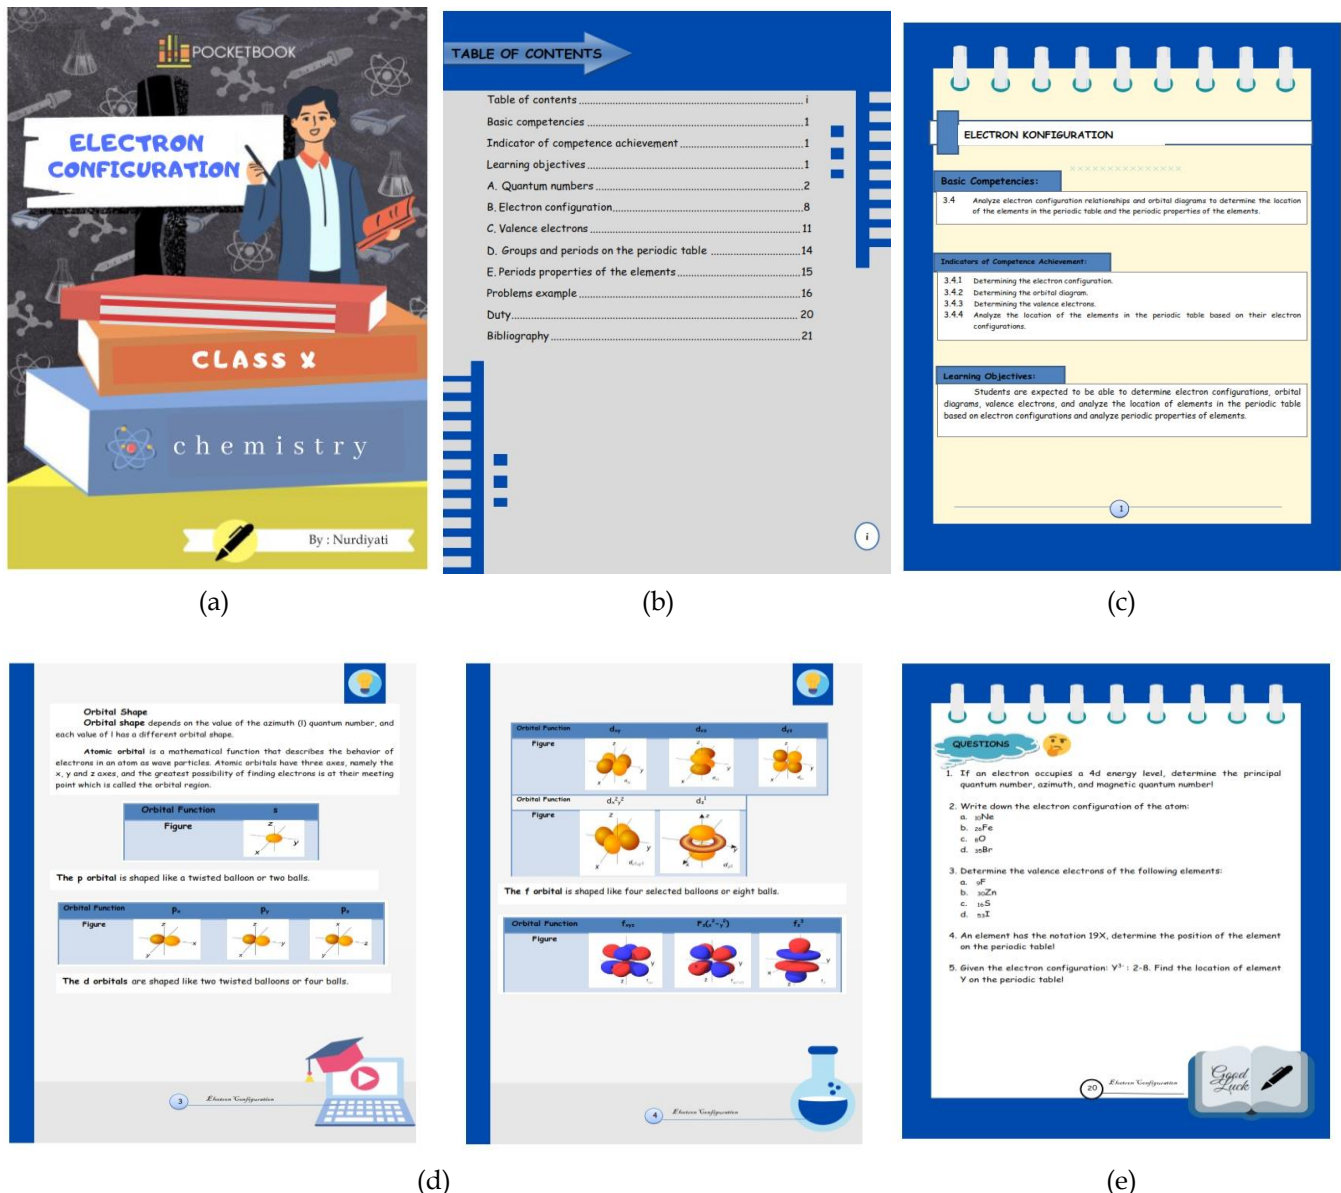 POCKETBOOK
ELECTRON
CONFIGURATION
CLASS X
chemistry
By : Nurdiyati
(a)
TABLE OF CONTENTS
Table of contents ........ i
Basic competencies ........ 1
Indicator of competence achievement ........ 1
Learning objectives ........ 1
A. Quantum numbers ........ 2
B. Electron configuration ........ 8
C. Valence electrons ........ 11
D. Groups and periods on the periodic table ........ 14
E. Periods properties of the elements ........ 15
Problems example ........ 16
Duty ........ 20
Bibliography ........ 21
i
(b)
ELECTRON KONFIGURATION
Basic Competencies:
3.4 Analyze electron configuration relationships and orbital diagrams to determine the location
of the elements in the periodic table and the periodic properties of the elements.
Indicators of Competence Achievement:
3.4.1 Determining the electron configuration.
3.4.2 Determining the orbital diagram.
3.4.3 Determining the valence electrons.
3.4.4 Analyze the location of the elements in the periodic table based on their electron
configurations.
Learning Objectives:
Students are expected to be able to determine electron configurations, orbital
diagrams, valence electrons, and analyze the location of elements in the periodic table
based on electron configurations and analyze periodic properties of elements.
1
(c)
Orbital Shape
Orbital shape depends on the value of the azimuth (l) quantum number, and
each value of l has a different orbital shape.
Atomic orbital is a mathematical function that describes the behavior of
electrons in an atom as wave particles. Atomic orbitals have three axes, namely the
x, y and z axes, and the greatest possibility of finding electrons is at their meeting
point which is called the orbital region.
Orbital Function s
Figure
z
y
x
The p orbital is shaped like a twisted balloon or two balls.
Orbital Function px py pz
Figure
z x y
z y x
x z y
The d orbitals are shaped like two twisted balloons or four balls.
3 Electron Configuration
Orbital Function dxy dxz dyz
Figure
z y x
z y x
z y x
Orbital Function dx²y² dz¹
Figure
z y x
z y x
The f orbital is shaped like four selected balloons or eight balls.
Orbital Function fxyz Fz(x²-y²) fz³
Figure
y z
y z
y x z
4 Electron Configuration
(d)
QUESTIONS
1. If an electron occupies a 4d energy level, determine the principal
quantum number, azimuth, and magnetic quantum number!
2. Write down the electron configuration of the atom:
a. ₁₀Ne
b. ₂₆Fe
c. ₈O
d. ₃₅Br
3. Determine the valence electrons of the following elements:
a. ₉F
b. ₃₀Zn
c. ₁₆S
d. ₅₃I
4. An element has the notation 19X, determine the position of the element
on the periodic table!
5. Given the electron configuration: Y³⁻ : 2-8. Find the location of element
Y on the periodic table!
20 Electron Configuration
Good
Luck
(e)